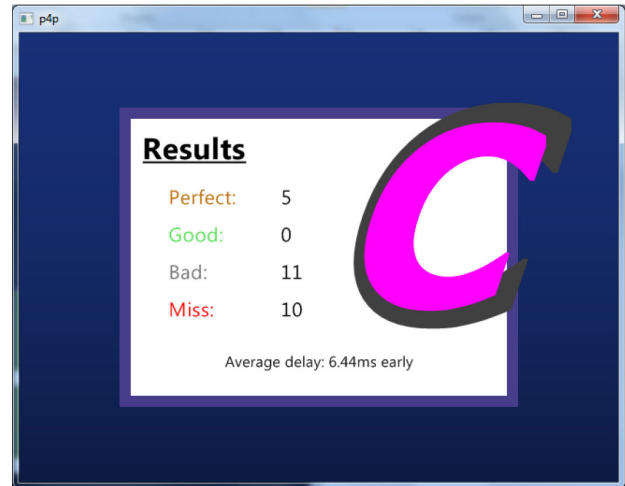 p4p
Results
Perfect: 5
Good: 0
Bad: 11
Miss: 10
Average delay: 6.44ms early
C